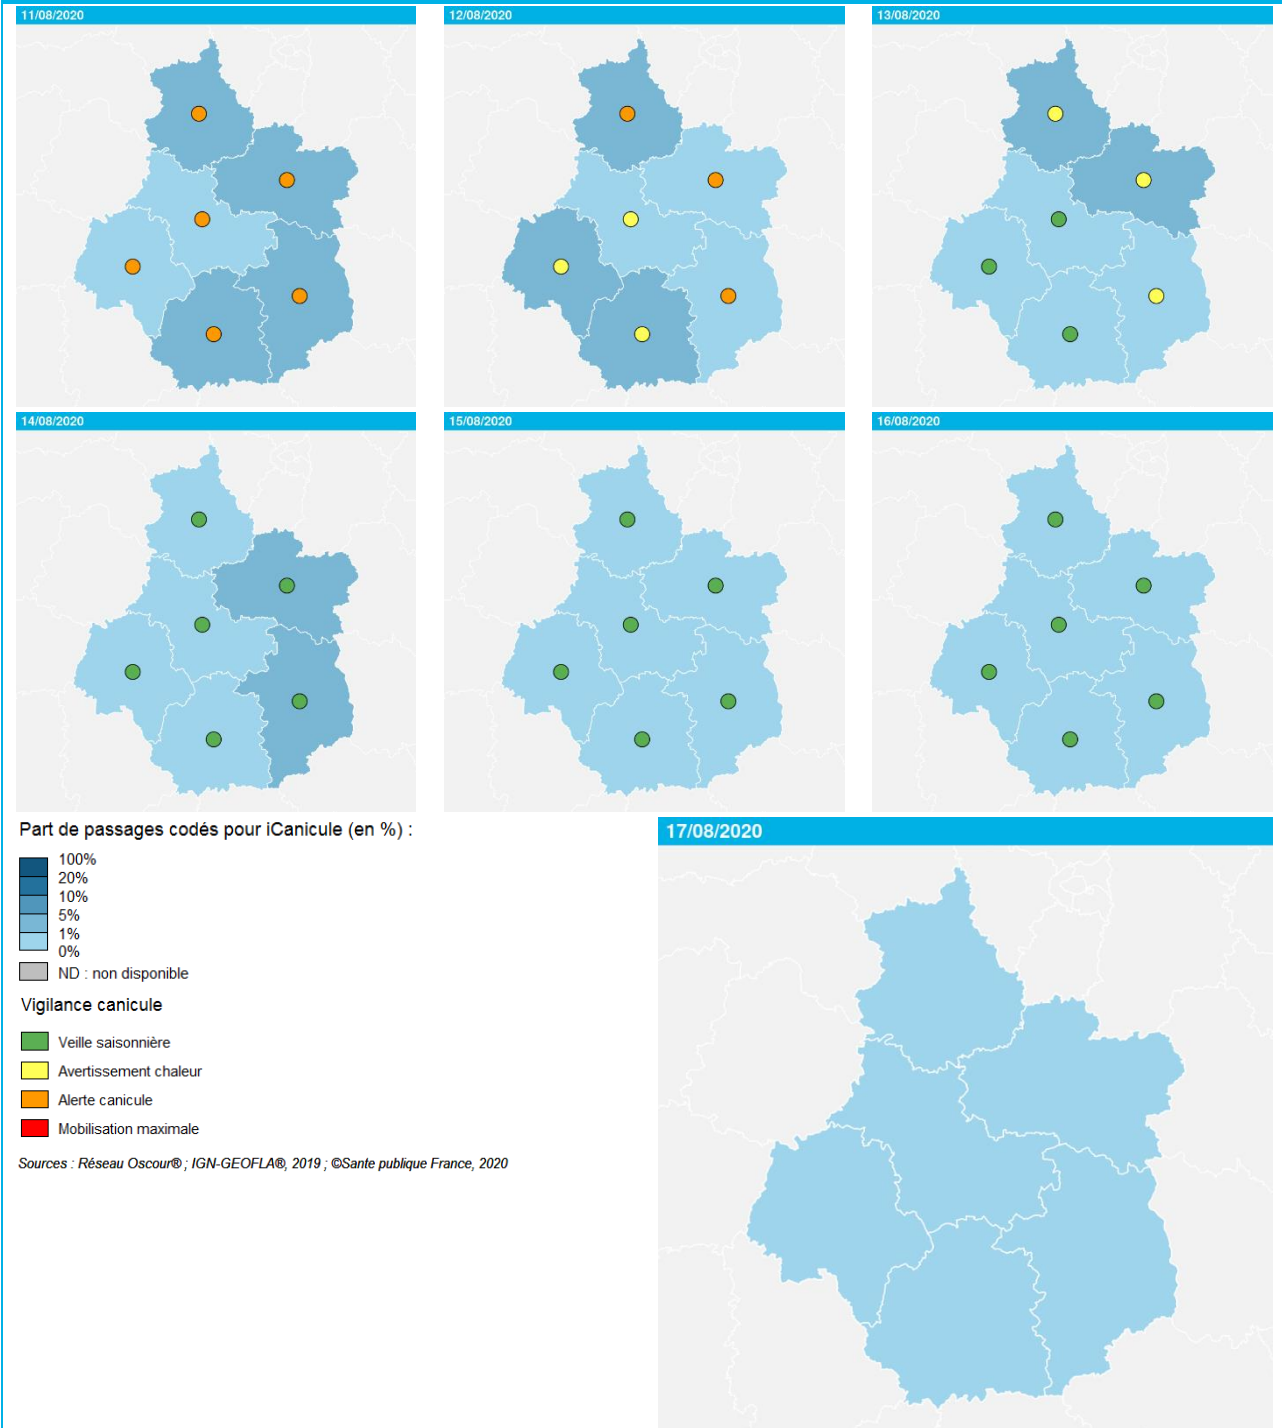 11/08/2020
12/08/2020
13/08/2020
14/08/2020
15/08/2020
16/08/2020
Part de passages codés pour iCanicule (en %) :
100%
20%
10%
5%
1%
0%
ND : non disponible
Vigilance canicule
Veille saisonnière
Avertissement chaleur
Alerte canicule
Mobilisation maximale
Sources : Réseau Oscour® ; IGN-GEOFLA®, 2019 ; ©Sante publique France, 2020
17/08/2020